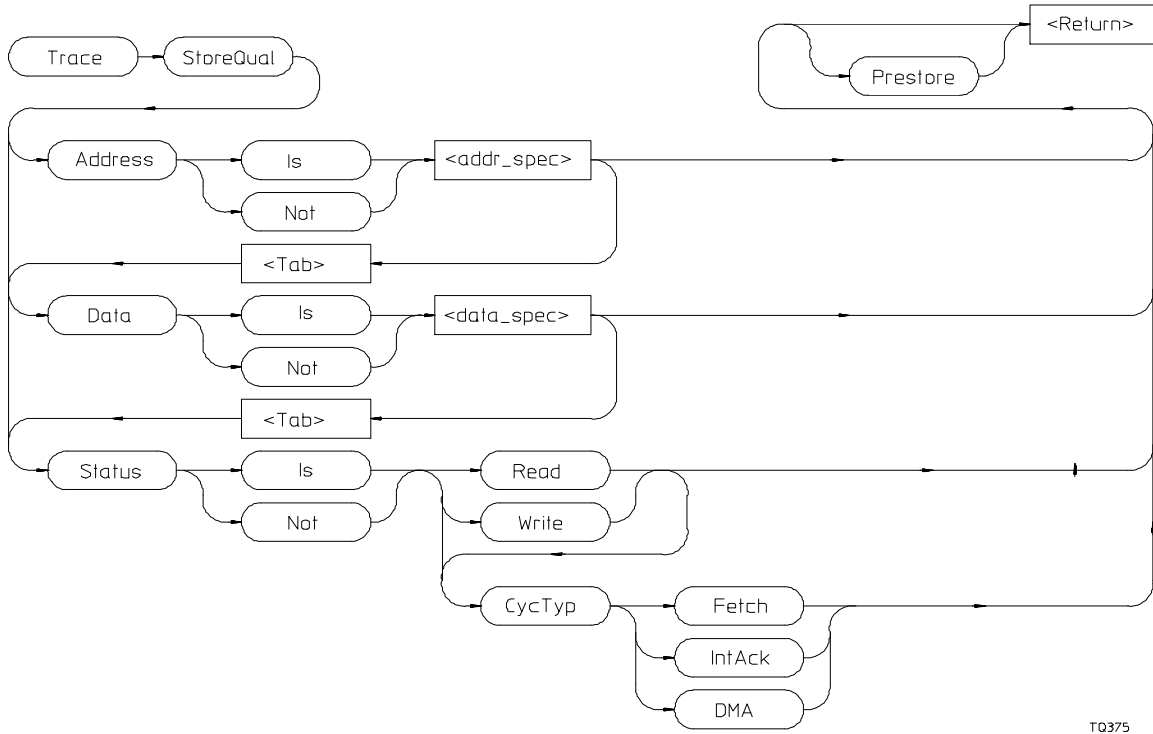 <Return>
Trace
StoreQual
Prestore
Address
Is
<addr_spec>
Not
<Tab>
Data
Is
<data_spec>
Not
<Tab>
Status
Is
Read
Not
Write
CycTyp
Fetch
IntAck
DMA
TQ375